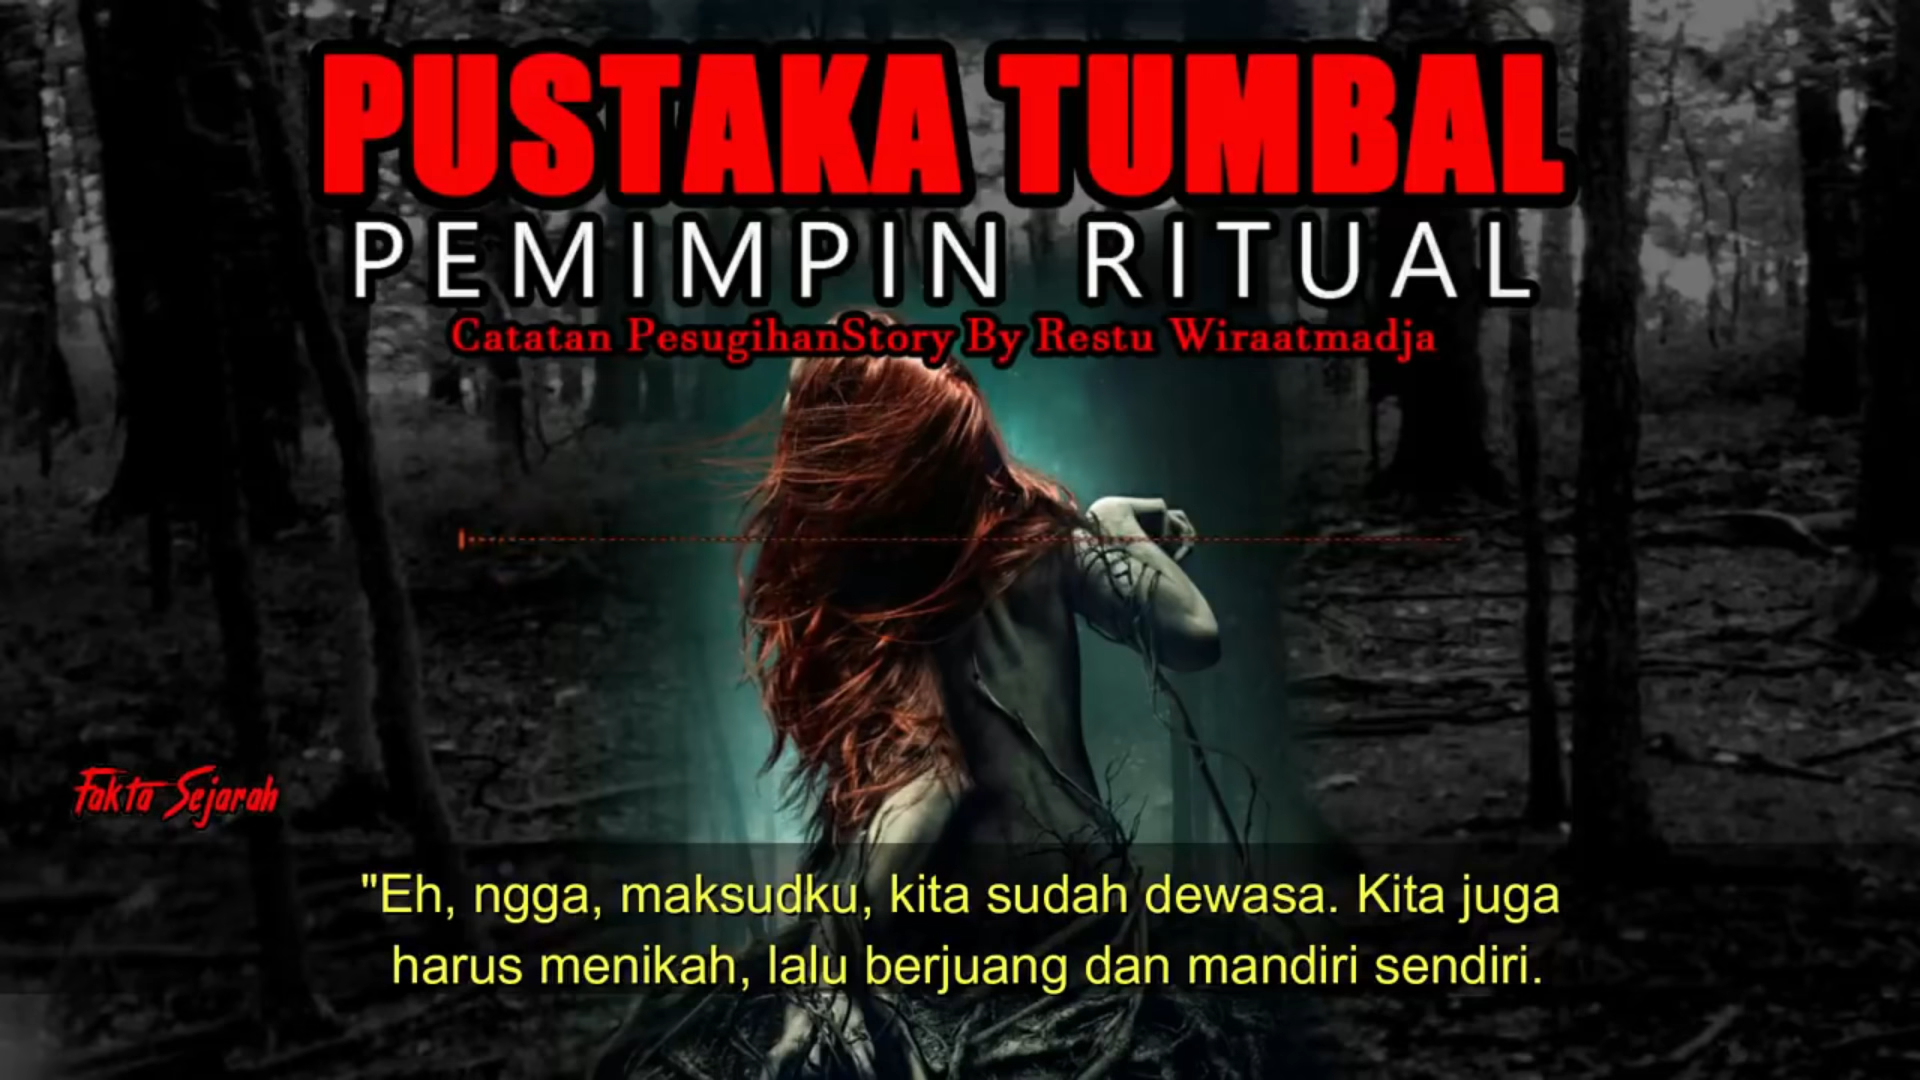 PUSTAKA TUMBAL
PEMIMPIN RITUAL
Catatan PesugihanStory By Restu Wiraatmadja
Fakta Sejarah
"Eh, ngga, maksudku, kita sudah dewasa. Kita juga
harus menikah, lalu berjuang dan mandiri sendiri.